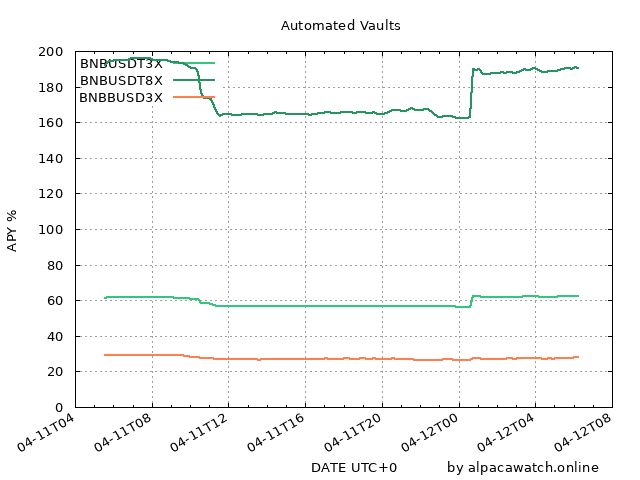 Automated Vaults
200
180
160
140
120
100
80
60
40
20
0
APY %
BNBUSDT3X
BNBUSDT8X
BNBBUSD3X
04-11T04
04-11T08
04-11T12
04-11T16
04-11T20
04-12T00
04-12T04
04-12T08
DATE UTC+0
by alpacawatch.online